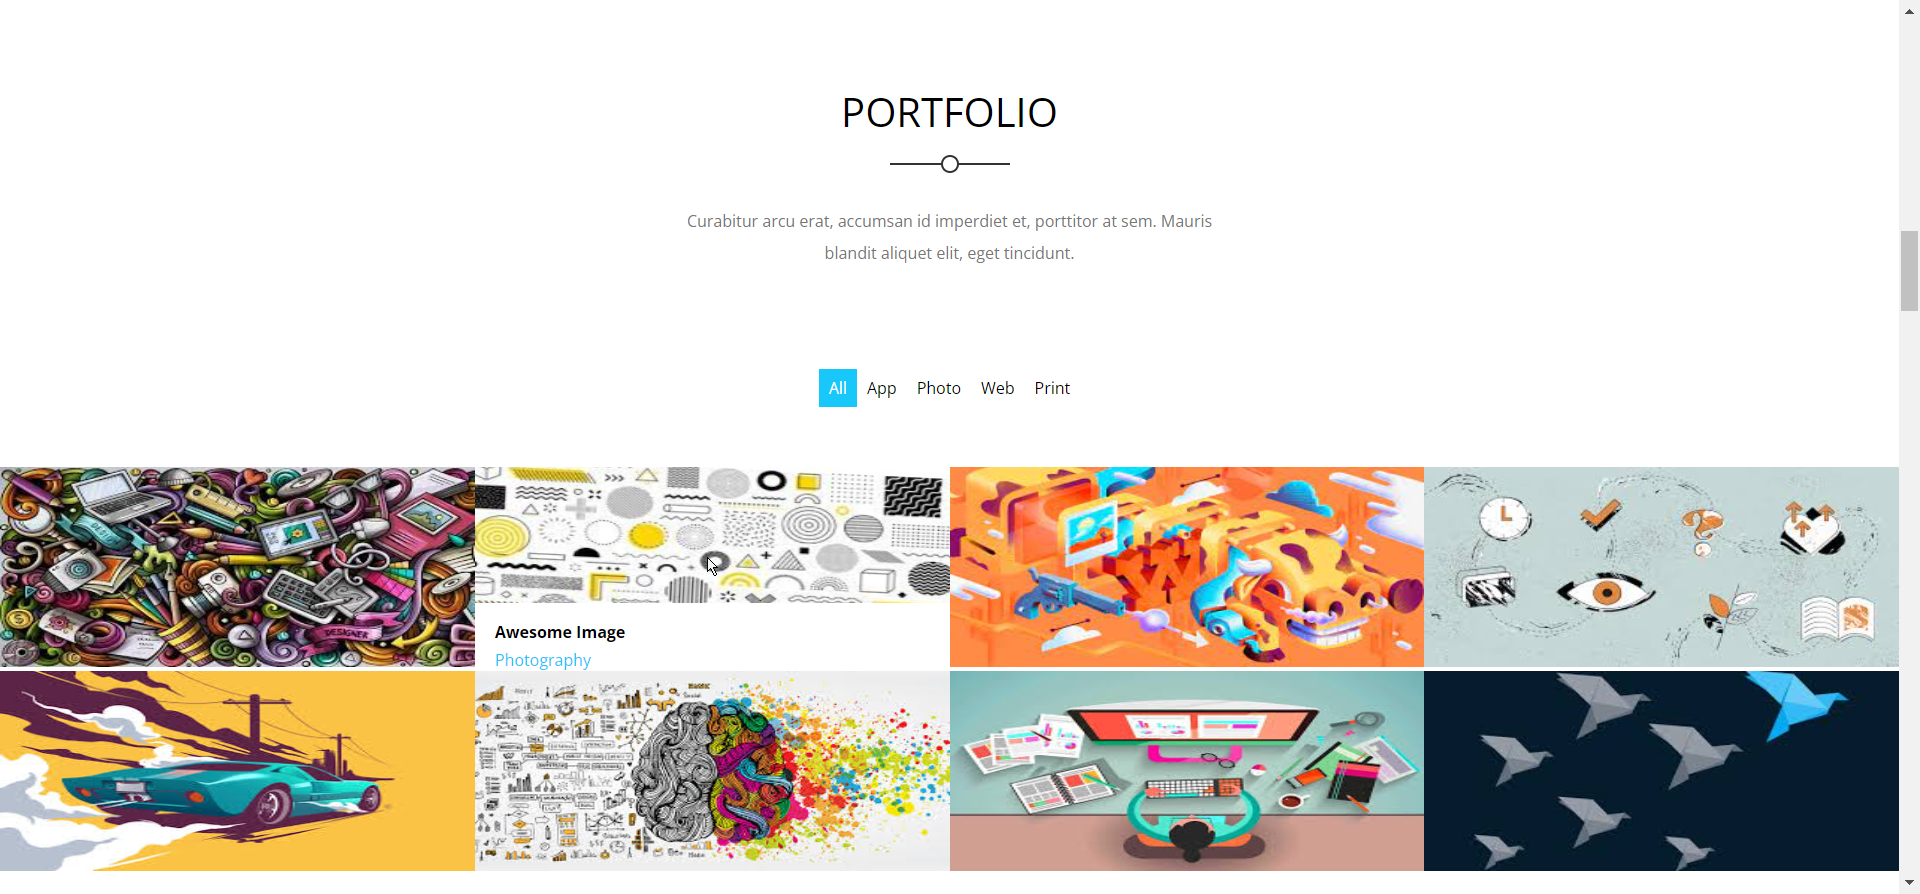 PORTFOLIO
Curabitur arcu erat, accumsan id imperdiet et, porttitor at sem. Mauris
blandit aliquet elit, eget tincidunt.
All App Photo Web Print
DESIGNER
Awesome Image
Photography